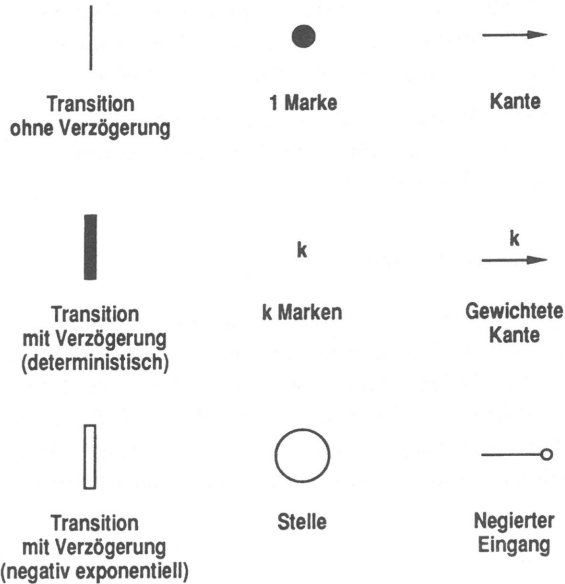 Transition
ohne Verzögerung
1 Marke
Kante
k
k
Transition
mit Verzögerung
(deterministisch)
k Marken
Gewichtete
Kante
Transition
mit Verzögerung
(negativ exponentiell)
Stelle
Negierter
Eingang